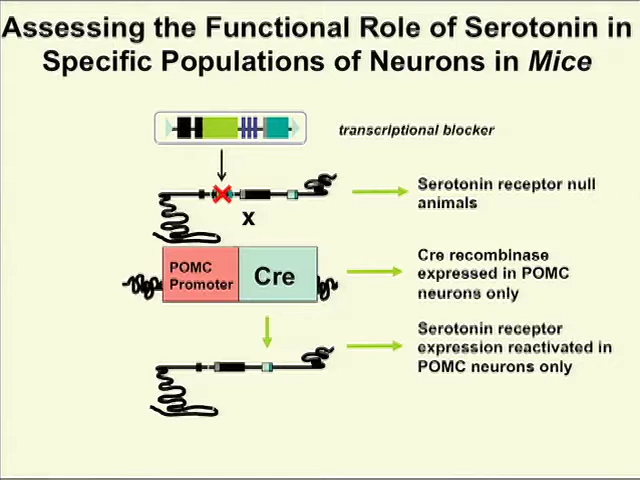 Assessing the Functional Role of Serotonin in
Specific Populations of Neurons in Mice
transcriptional blocker
Serotonin receptor null
animals
x
POMC
Promoter
Cre
Cre recombinase
expressed in POMC
neurons only
Serotonin receptor
expression reactivated in
POMC neurons only